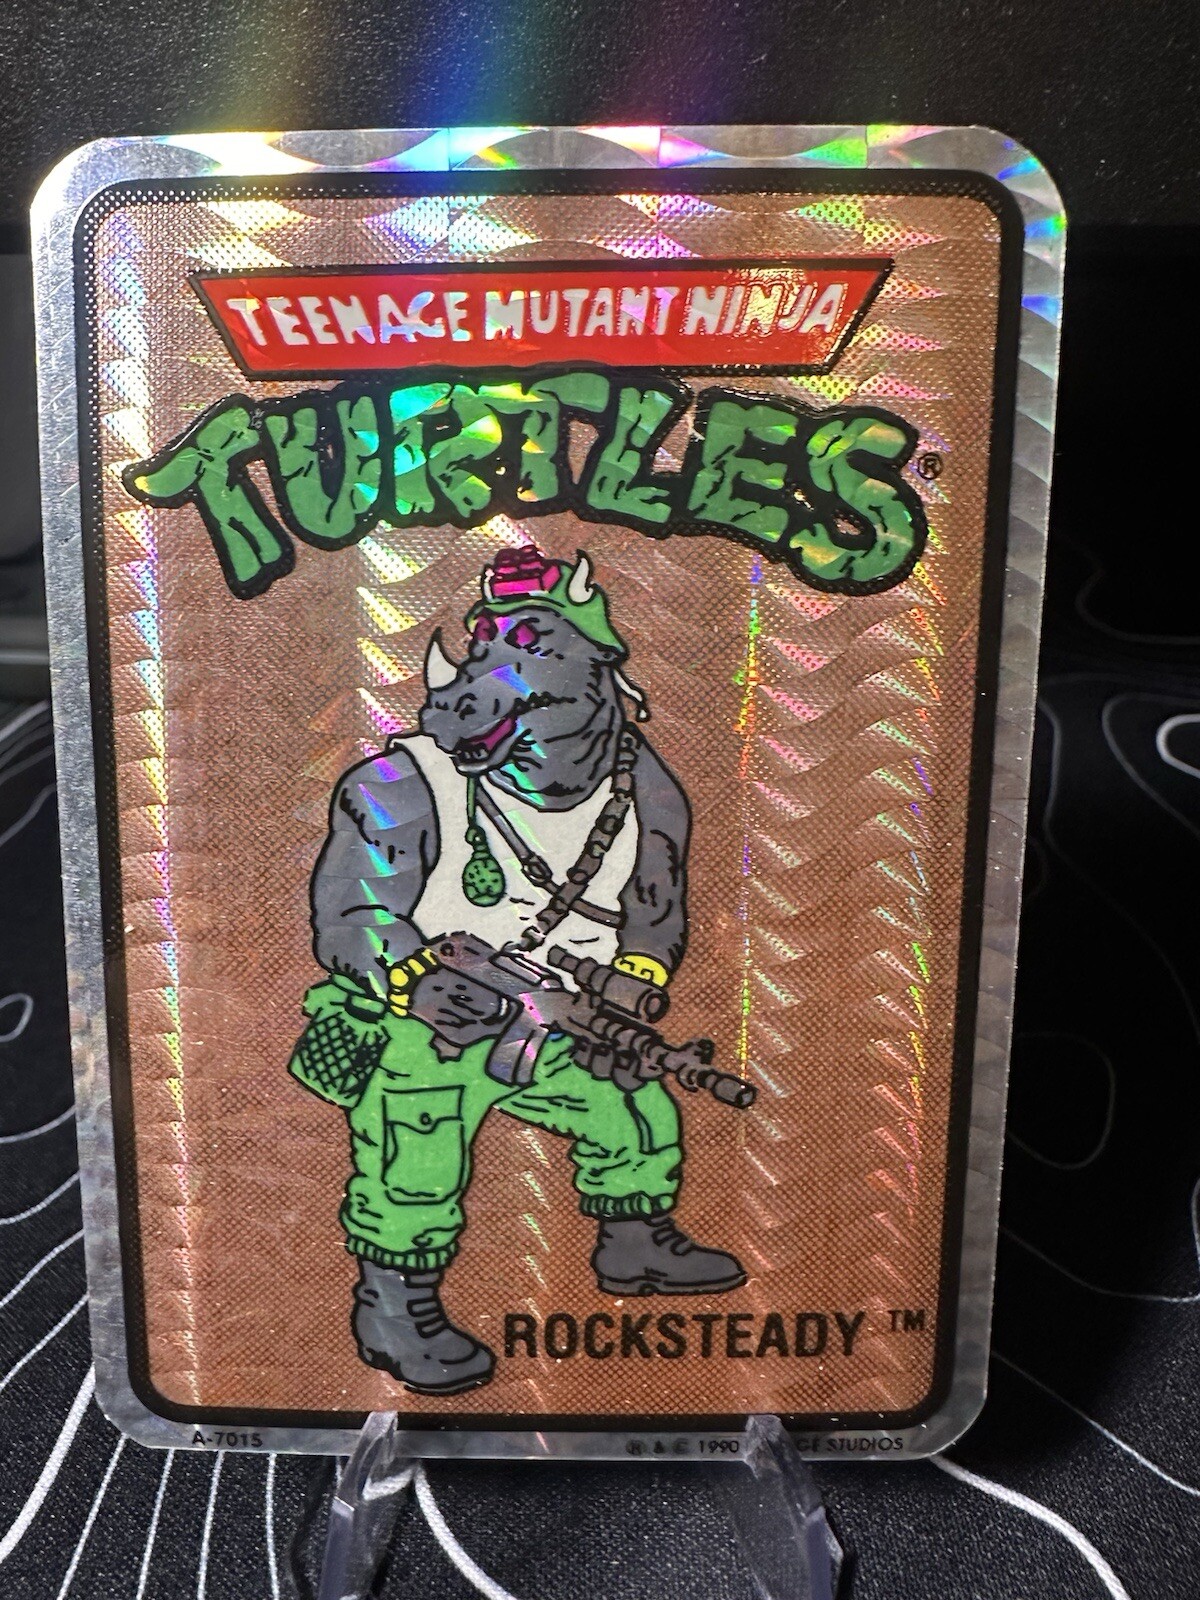 TEENAGE MUTANT NINJA
TURTLES®
ROCKSTEADY ™
A-7015
® & © 1990 STUDIOS